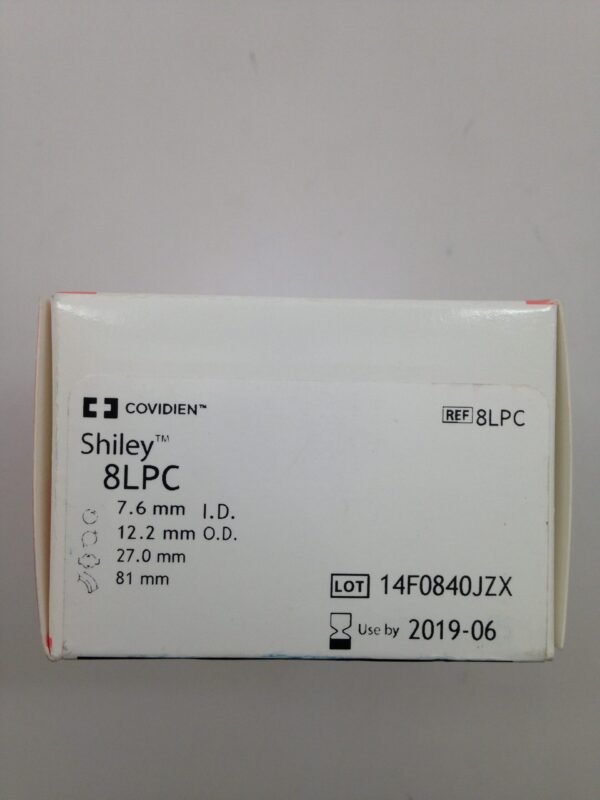 COVIDIEN™
REF 8LPC
Shiley™
8LPC
7.6 mm I.D.
12.2 mm O.D.
27.0 mm
81 mm
LOT 14F0840JZX
Use by 2019-06